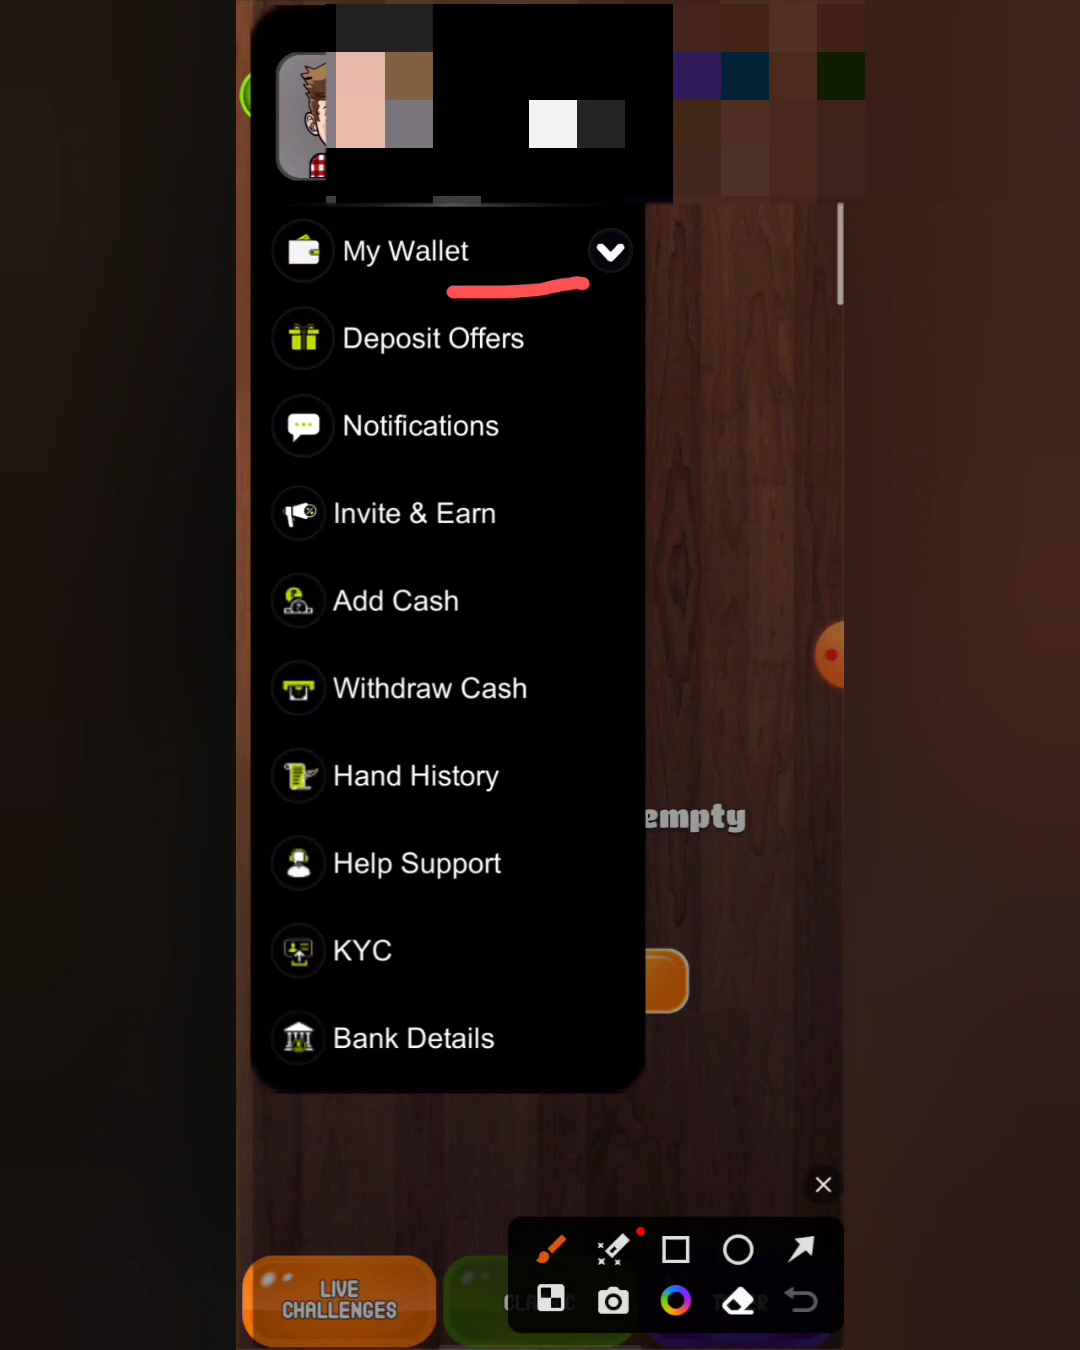 My Wallet
Deposit Offers
Notifications
Invite & Earn
Add Cash
Withdraw Cash
Hand History
empty
Help Support
KYC
Bank Details
LIVE
CHALLENGES